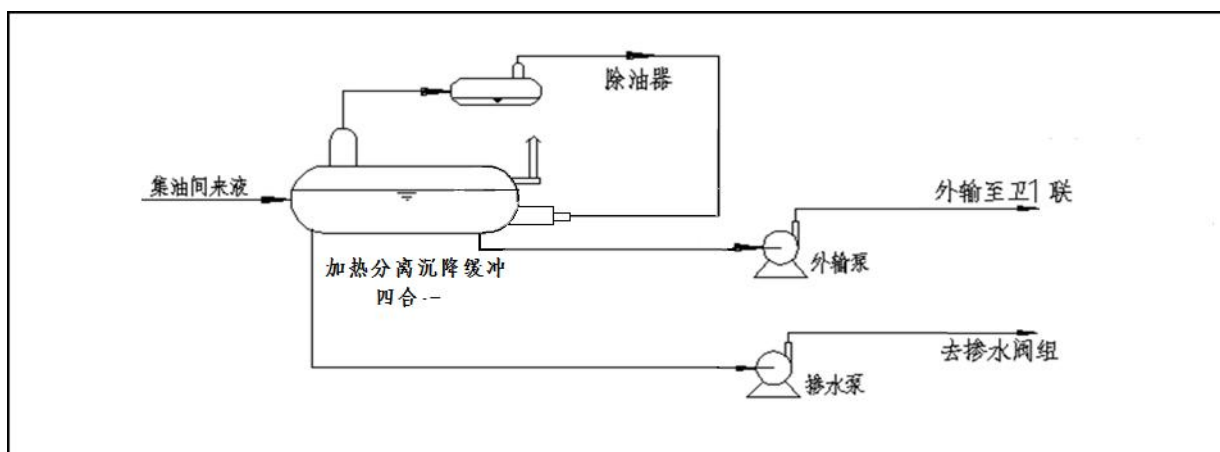 除油器
集油间来液
外输至卫1联
加热分离沉降缓冲
四合一
外输泵
去掺水阀组
掺水泵